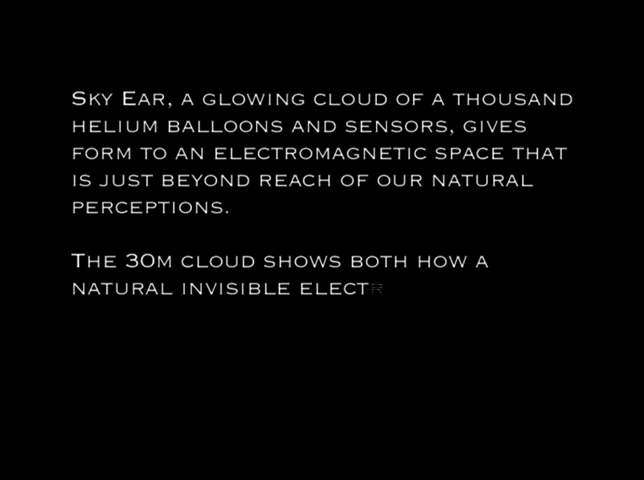 Sky Ear, a glowing cloud of a thousand
helium balloons and sensors, gives
form to an electromagnetic space that
is just beyond reach of our natural
perceptions.
The 30m cloud shows both how a
natural invisible electr